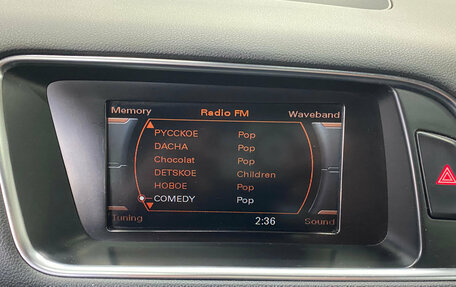 Memory Radio FM Waveband
РУССКОЕ Pop
DACHA Pop
Chocolat Pop
DETSKOE Children
НОВОЕ Pop
COMEDY Pop
Tuning 2:36 Sound